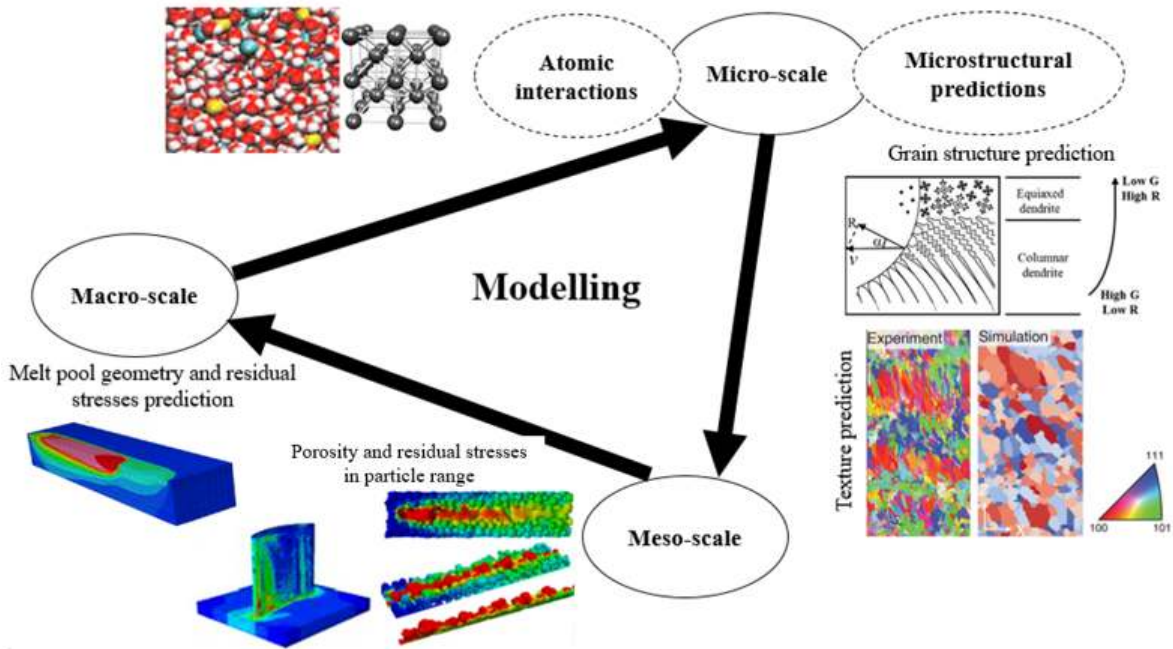 Atomic
interactions
Micro-scale
Microstructural
predictions
Grain structure prediction
Equiaxed
dendrite
Columnar
dendrite
Low G
High R
High G
Low R
R
α
V
Modelling
Macro-scale
Melt pool geometry and residual
stresses prediction
Porosity and residual stresses
in particle range
Meso-scale
Texture prediction
Experiment
Simulation
111
100
101